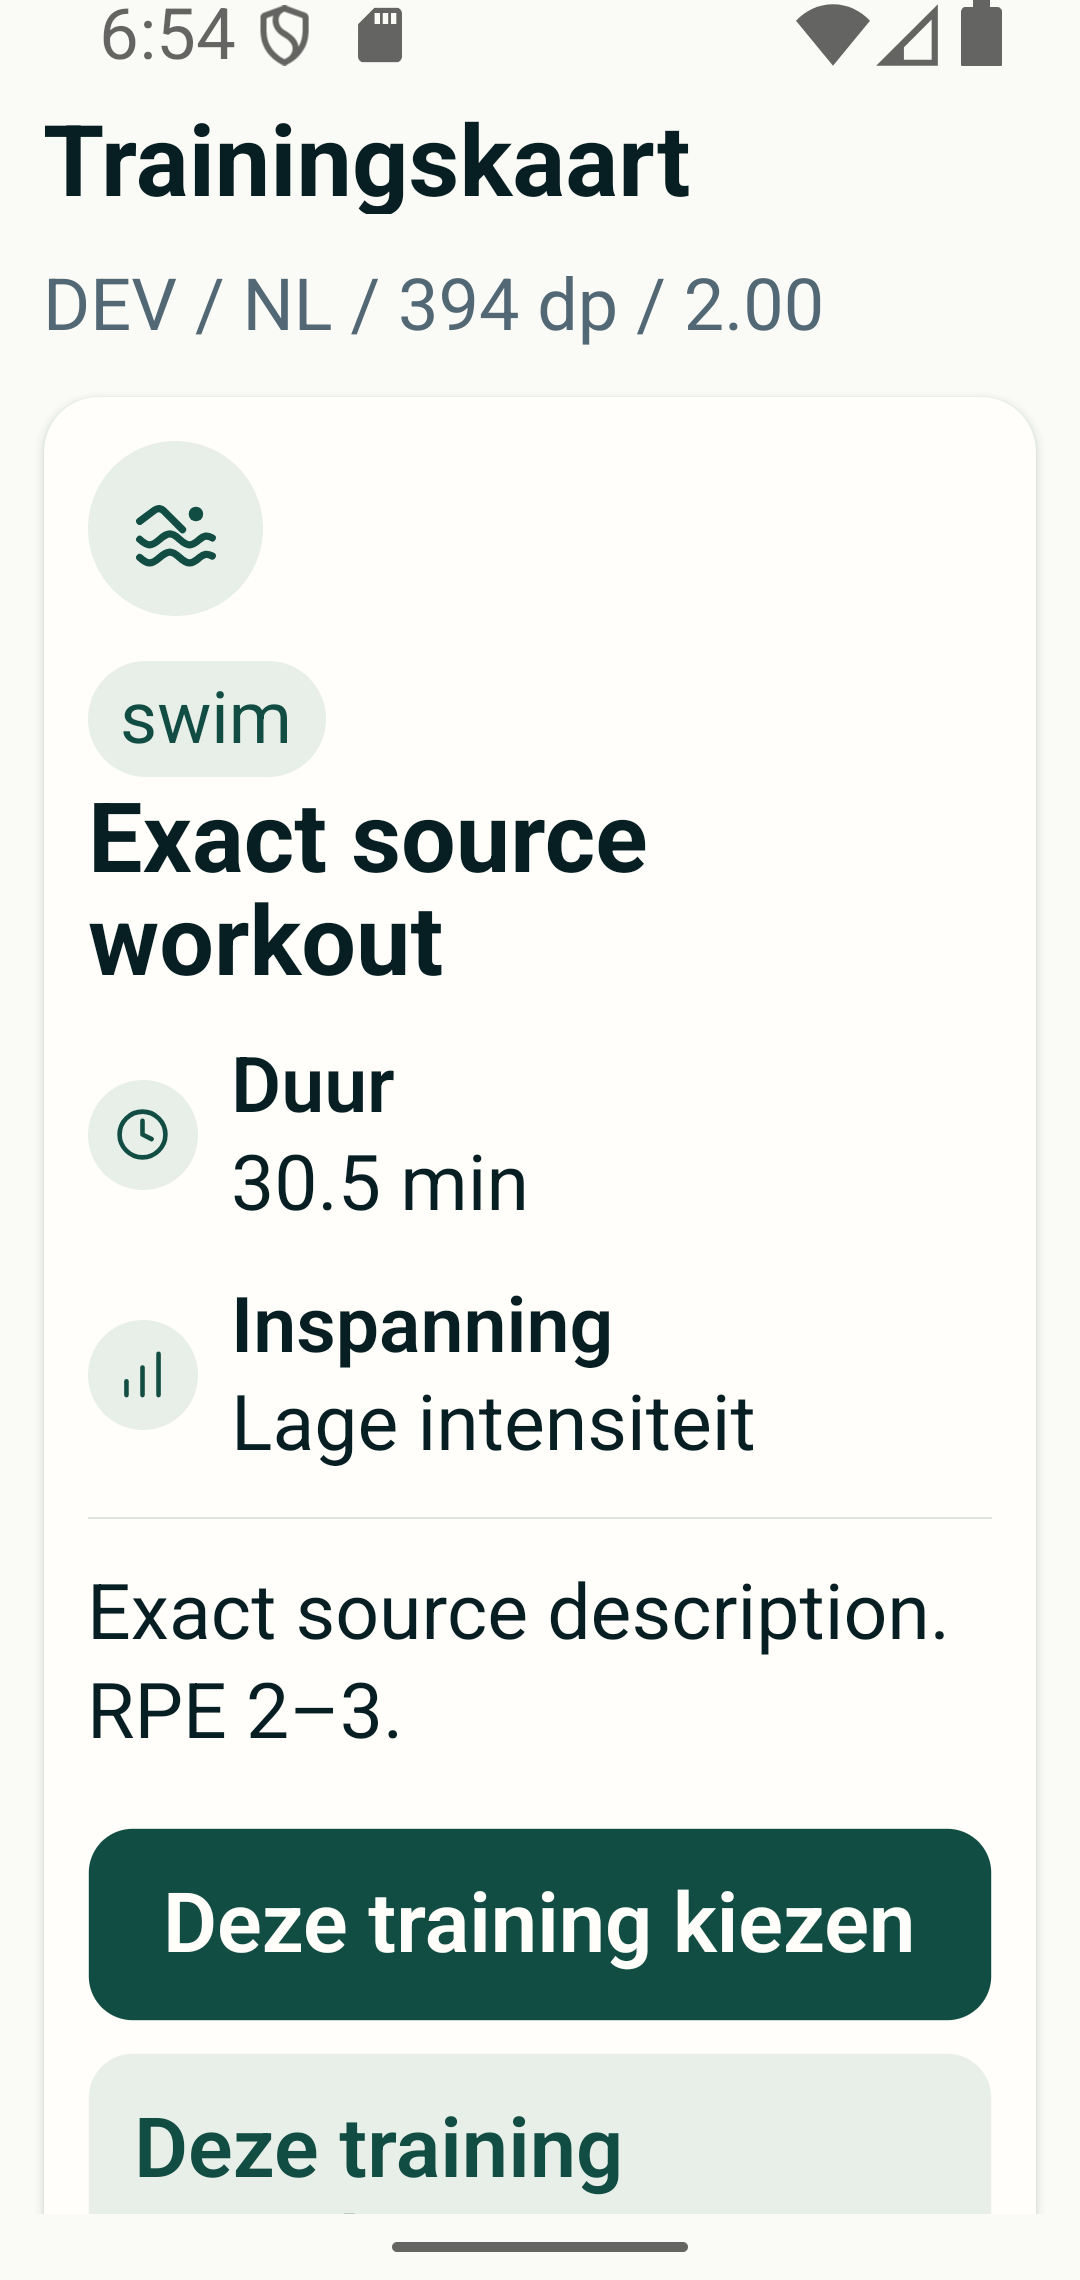 6:54
Trainingskaart
DEV / NL / 394 dp / 2.00
swim
Exact source
workout
Duur
30.5 min
Inspanning
Lage intensiteit
Exact source description.
RPE 2–3.
Deze training kiezen
Deze training